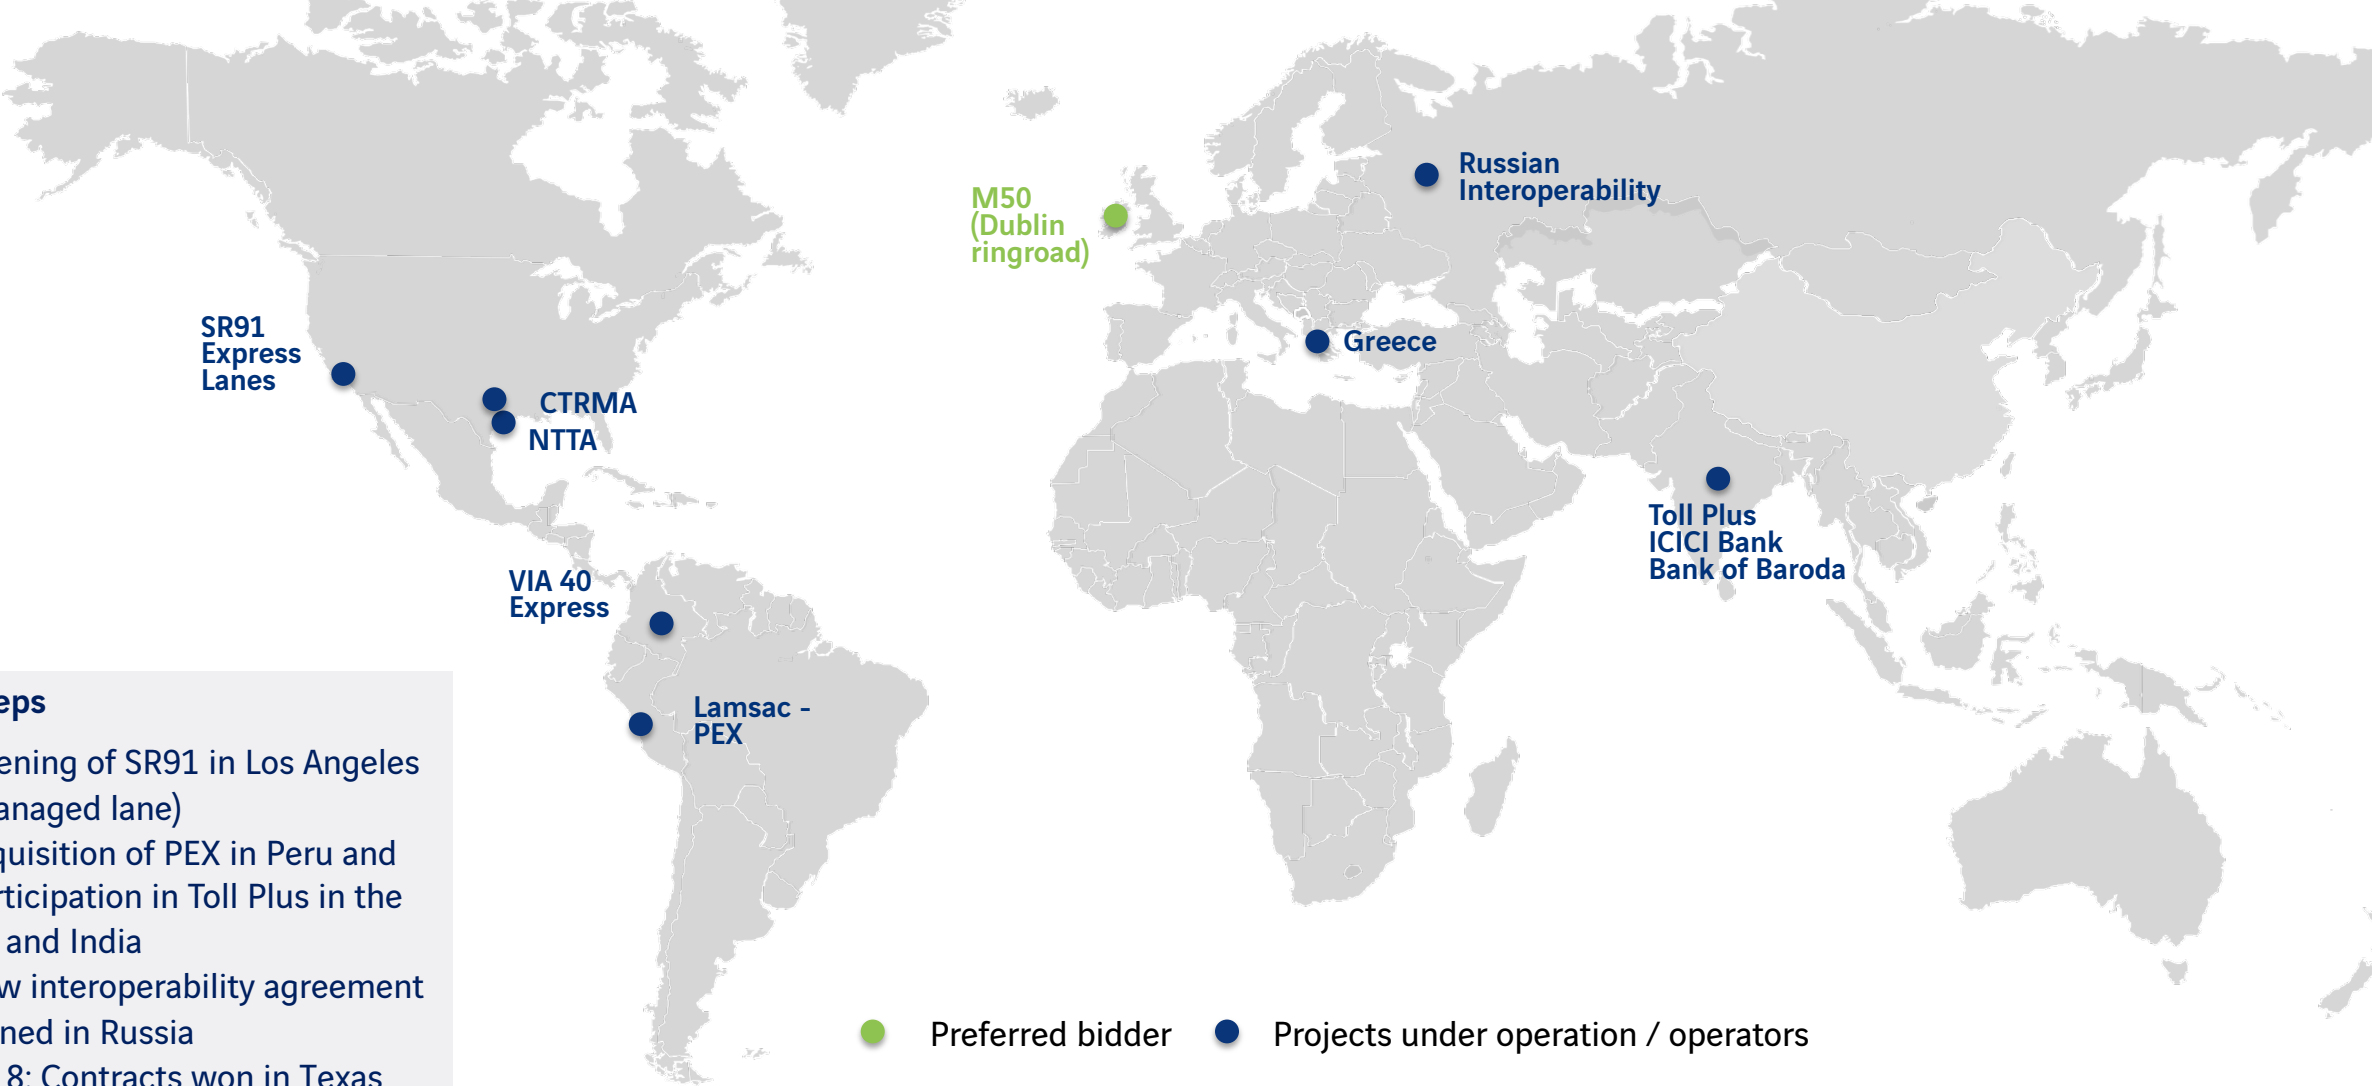 Russian
Interoperability
M50
(Dublin
ringroad)
SR91
Express
Lanes
Greece
CTRMA
NTTA
Toll Plus
ICICI Bank
Bank of Baroda
VIA 40
Express
Lamsac -
PEX
eps
ening of SR91 in Los Angeles
anaged lane)
quisition of PEX in Peru and
rticipation in Toll Plus in the
and India
w interoperability agreement
ned in Russia
8: Contracts won in Texas
Preferred bidder
Projects under operation / operators